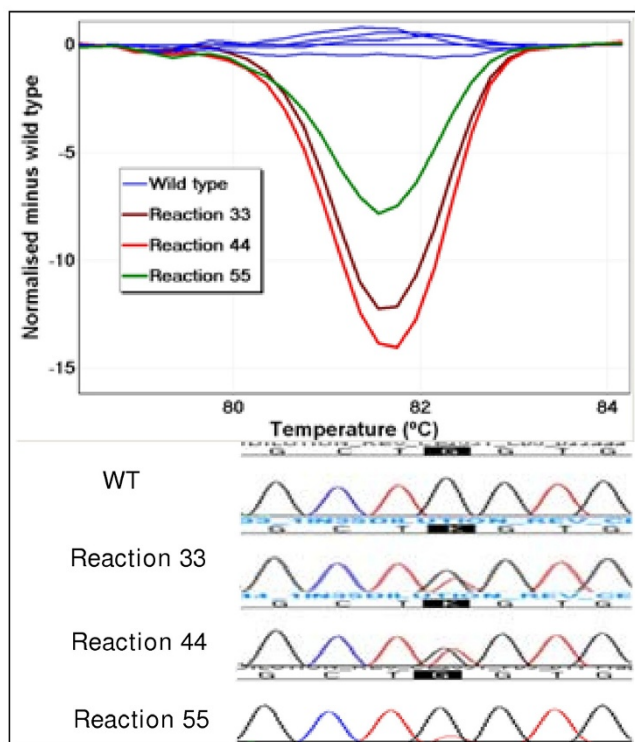 Normalised minus wild type
0
-5
-10
-15
Wild type
Reaction 33
Reaction 44
Reaction 55
80
82
84
Temperature (ºC)
G C T G G T G
WT
Reaction 33
G C T K G T G
Reaction 44
G C T G G T G
Reaction 55